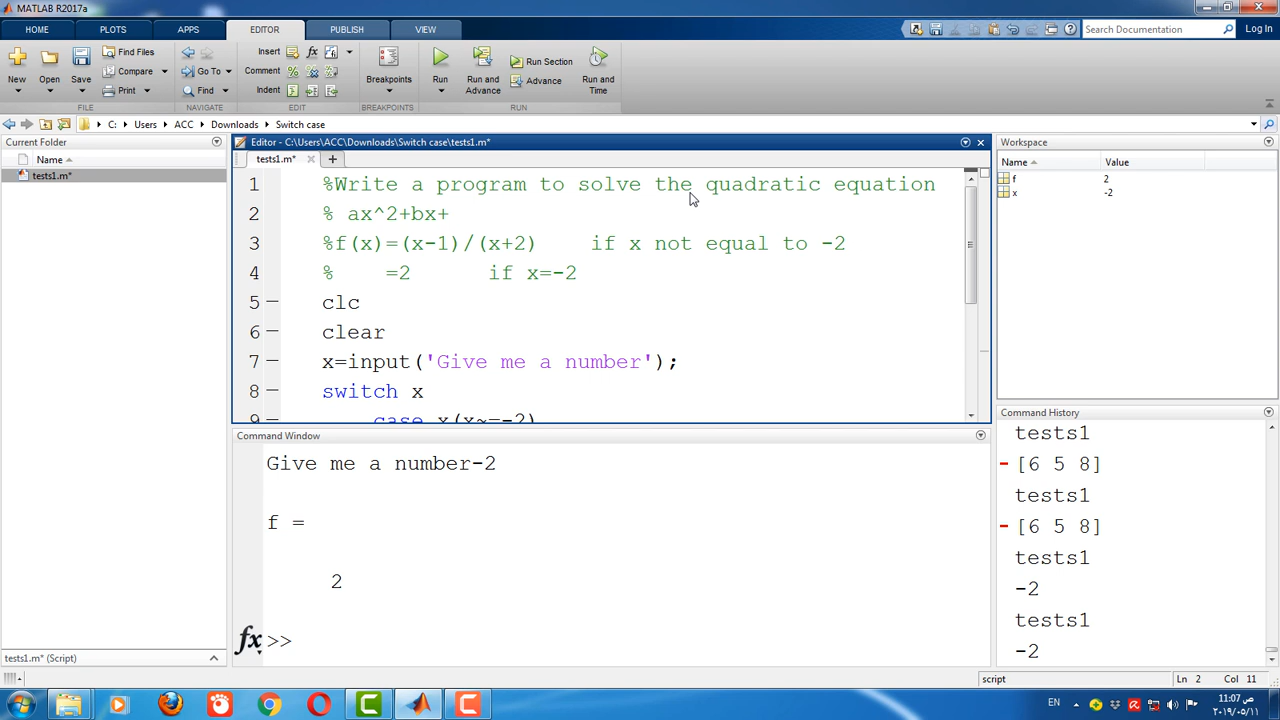 MATLAB R2017a
HOME PLOTS APPS EDITOR PUBLISH VIEW
Search Documentation
Log In
New Open Save
Find Files
Compare
Print
FILE
Go To
Find
NAVIGATE
Insert
Comment
Indent
EDIT
Breakpoints
BREAKPOINTS
Run
Run and Advance
Run Section
Advance
Run and Time
RUN
C: Users ACC Downloads Switch case
Current Folder
Name
tests1.m*
tests1.m* (Script)
Editor - C:\Users\ACC\Downloads\Switch case\tests1.m*
tests1.m*
1 %Write a program to solve the quadratic equation
2 % ax^2+bx+
3 %f(x)=(x-1)/(x+2) if x not equal to -2
4 % =2 if x=-2
5 clc
6 clear
7 x=input('Give me a number');
8 switch x
9 case x(x~=-2)
Command Window
Give me a number-2
f =
2
fx >>
Workspace
Name Value
f 2
x -2
Command History
tests1
[6 5 8]
tests1
[6 5 8]
tests1
-2
tests1
-2
script Ln 2 Col 11
EN
11:07 ص
٢٠١٩/٠٥/١١